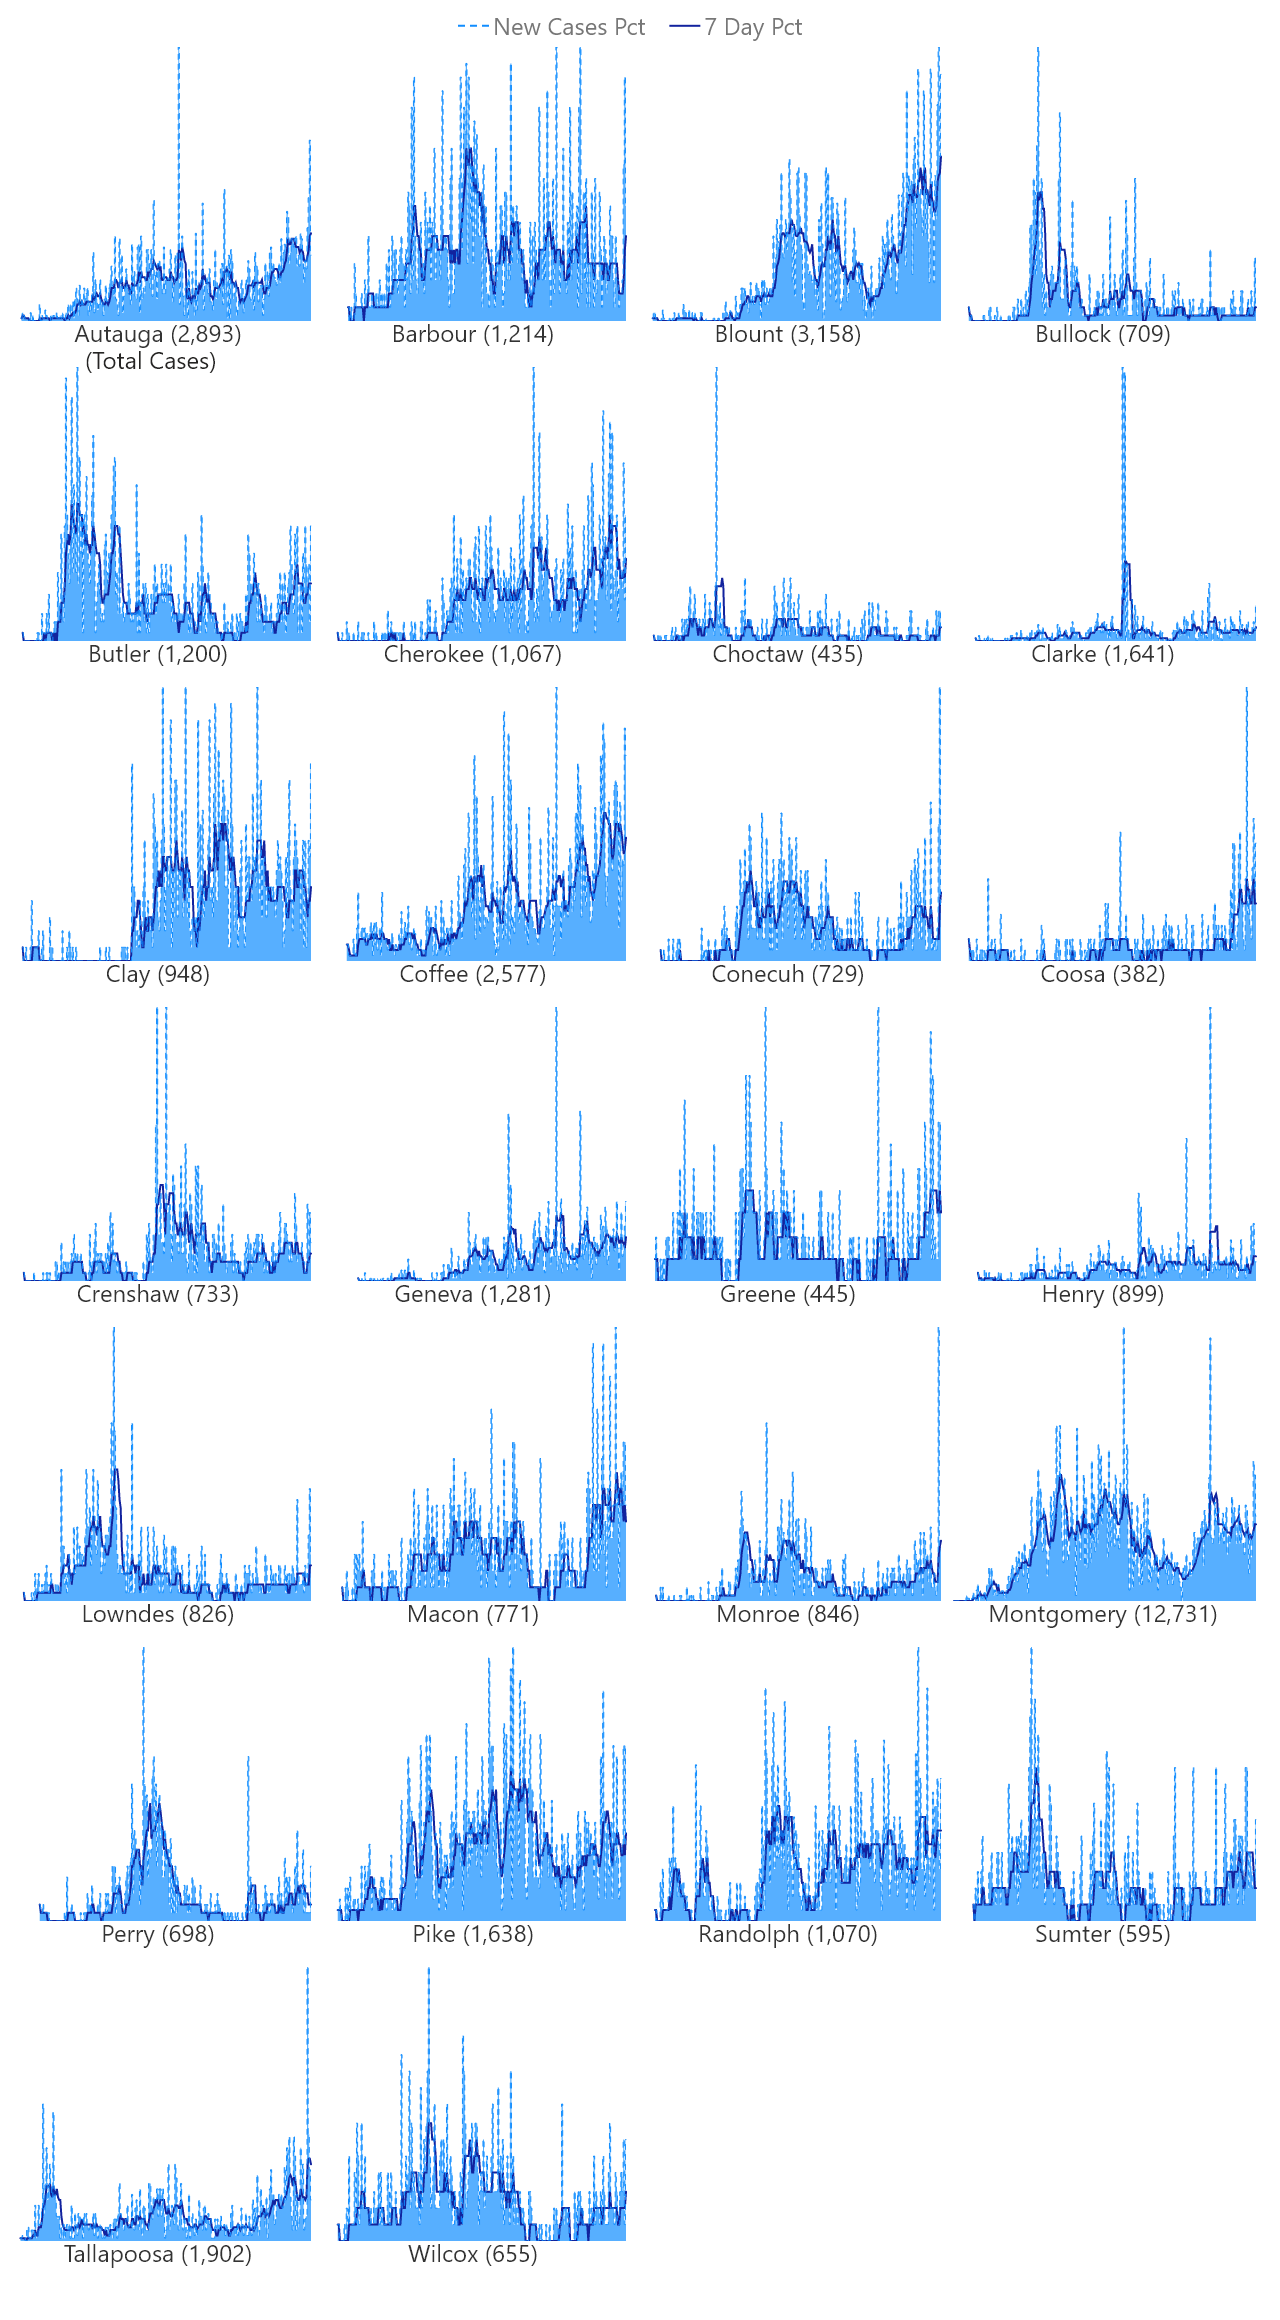 New Cases Pct 7 Day Pct
Autauga (2,893) Barbour (1,214) Blount (3,158) Bullock (709)
(Total Cases)
Butler (1,200) Cherokee (1,067) Choctaw (435) Clarke (1,641)
Clay (948) Coffee (2,577) Conecuh (729) Coosa (382)
Crenshaw (733) Geneva (1,281) Greene (445) Henry (899)
Lowndes (826) Macon (771) Monroe (846) Montgomery (12,731)
Perry (698) Pike (1,638) Randolph (1,070) Sumter (595)
Tallapoosa (1,902) Wilcox (655)